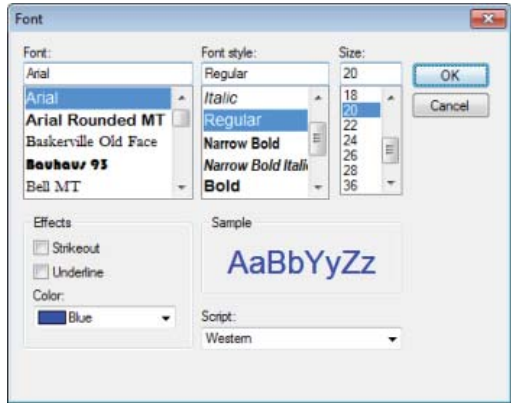 Font
Font:
Font style:
Size:
Arial
Regular
20
OK
Cancel
Arial
Arial Rounded MT
Baskerville Old Face
Bauhaus 93
Bell MT
Italic
Regular
Narrow Bold
Narrow Bold Itali
Bold
18
20
22
24
26
28
36
Effects
Strikeout
Underline
Color:
Blue
Sample
AaBbYyZz
Script:
Western